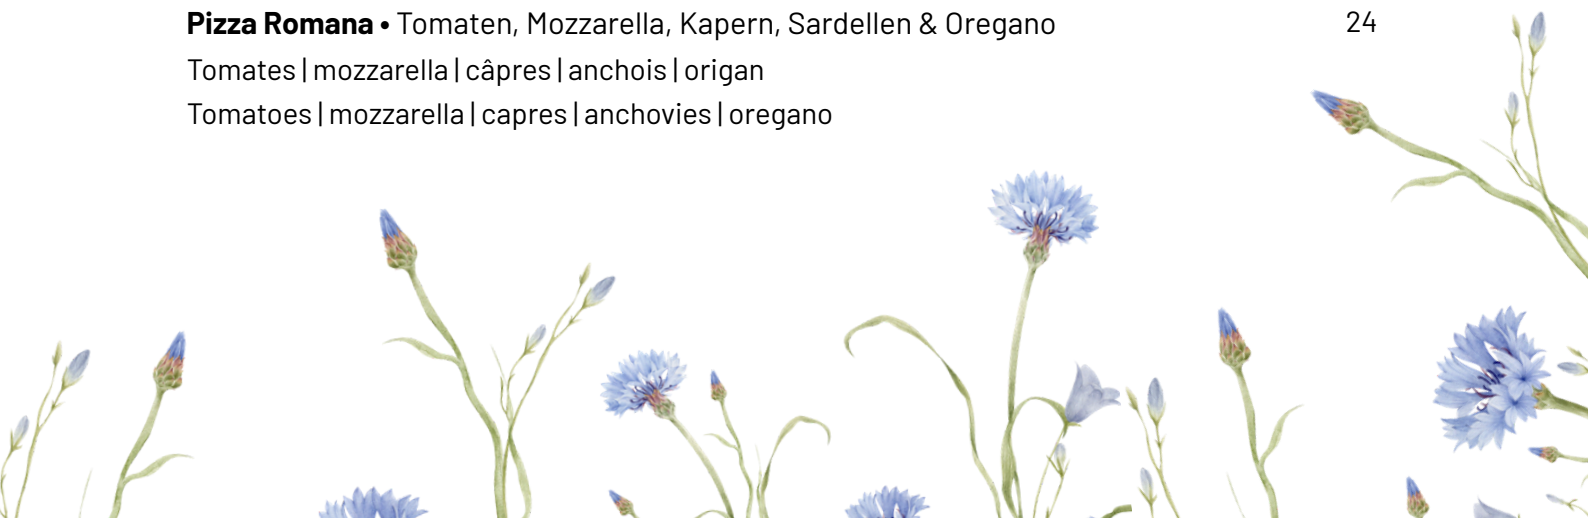 Pizza Romana • Tomaten, Mozzarella, Kapern, Sardellen & Oregano 24
Tomates | mozzarella | câpres | anchois | origan
Tomatoes | mozzarella | capres | anchovies | oregano